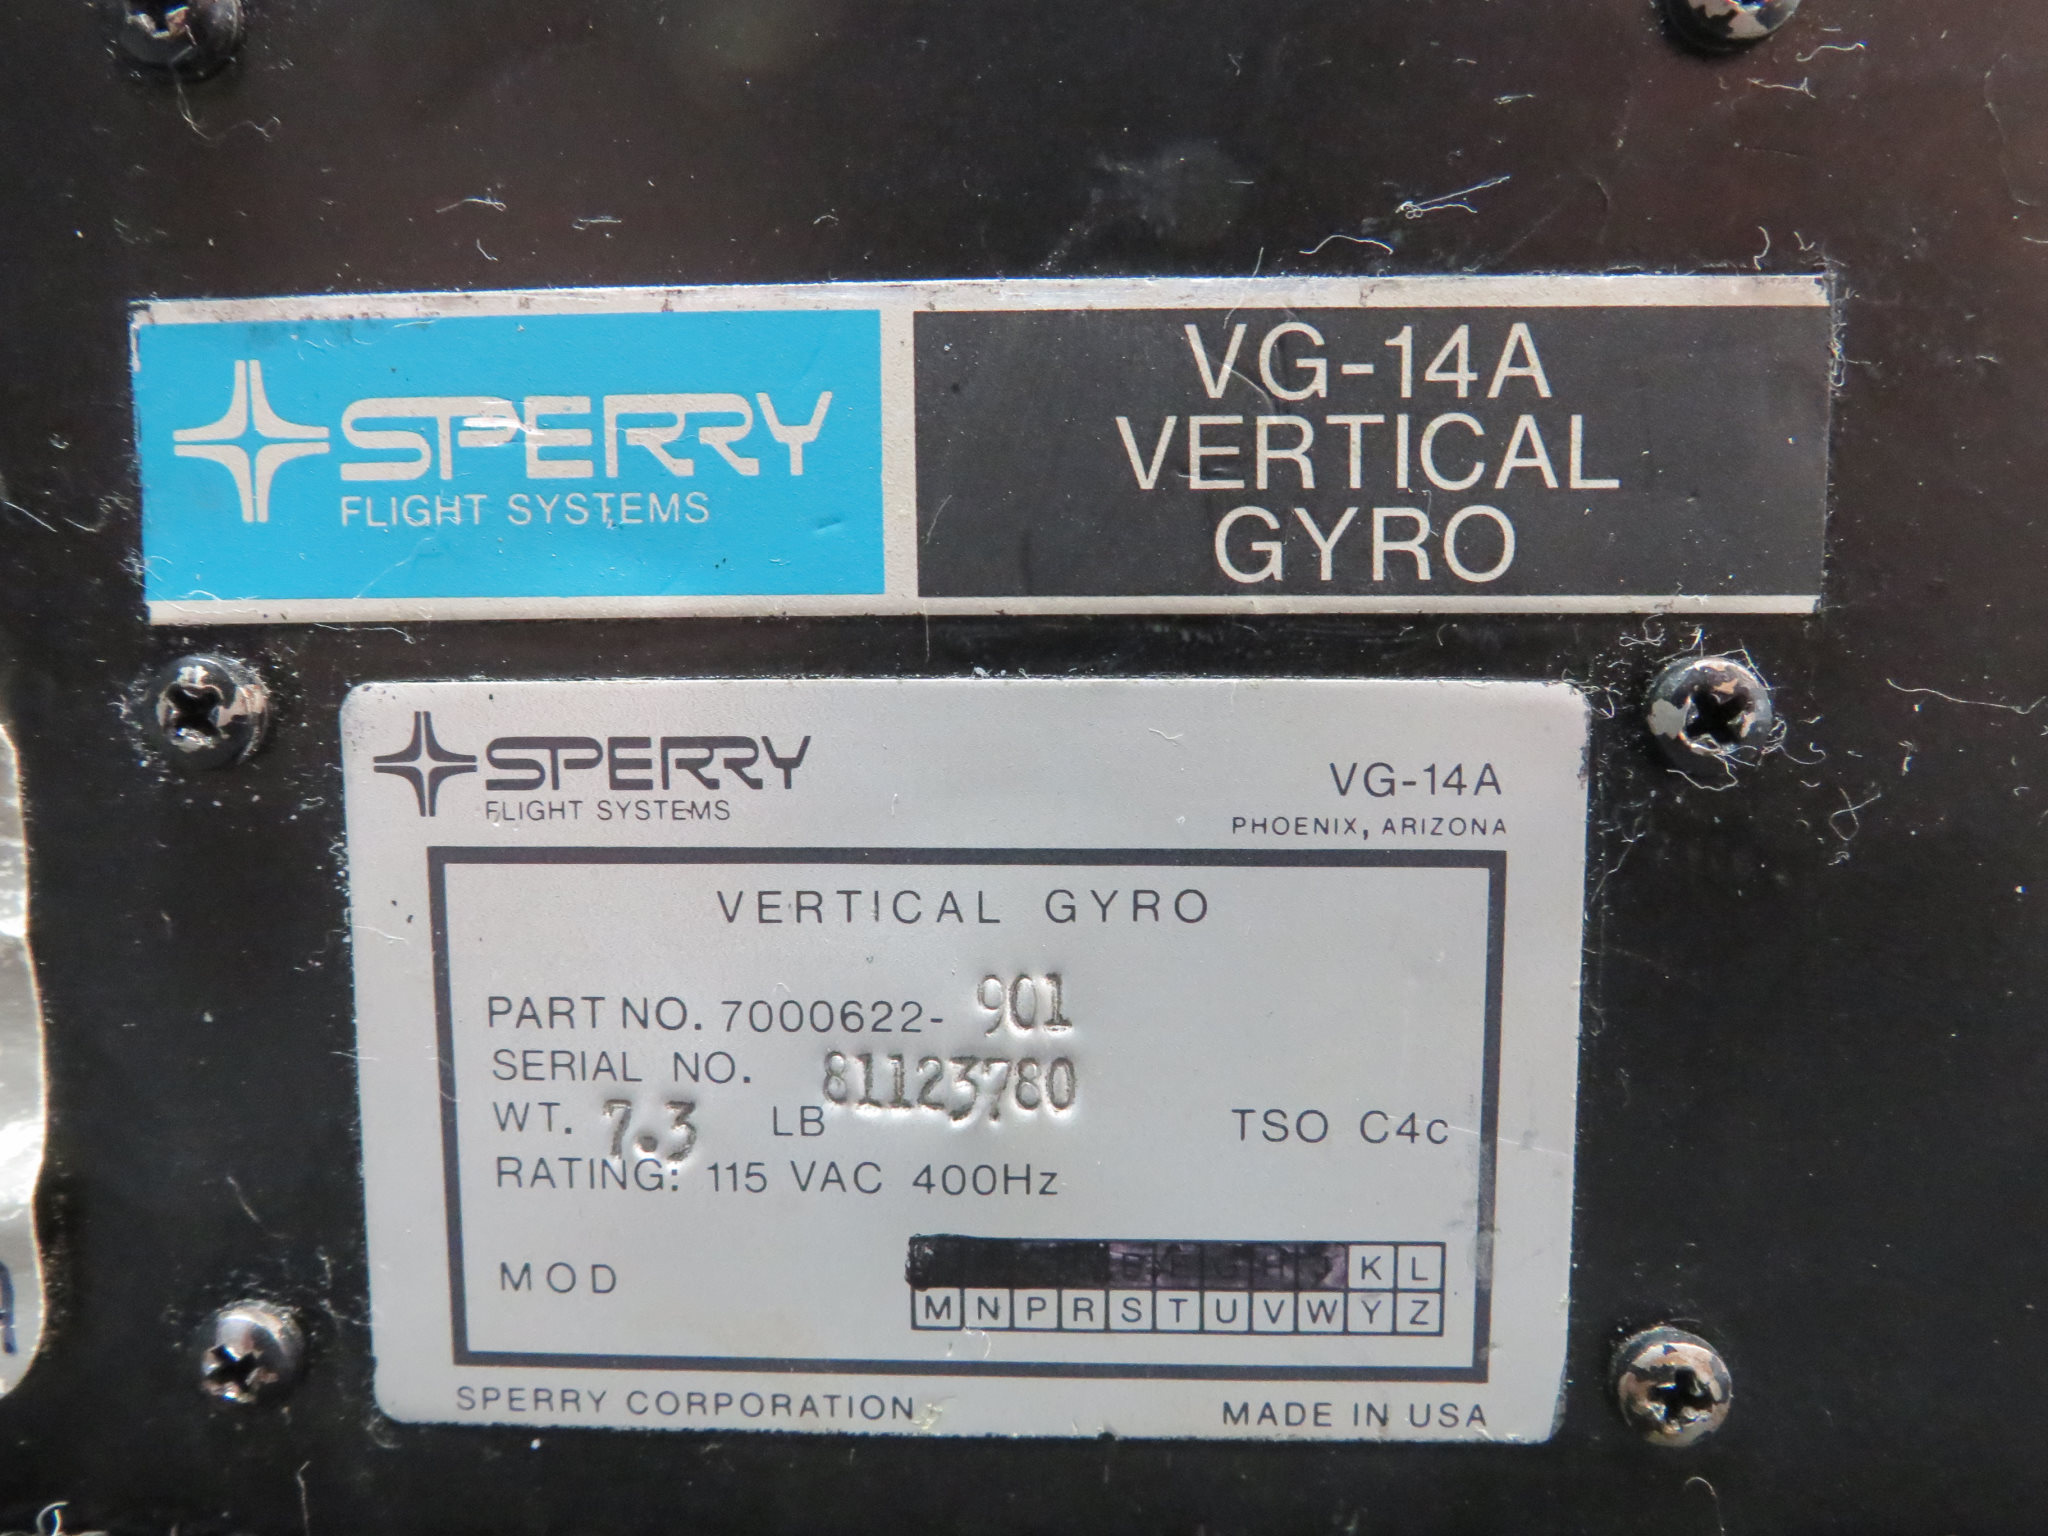 SPERRY
FLIGHT SYSTEMS
VG-14A
VERTICAL
GYRO
SPERRY
FLIGHT SYSTEMS
VG-14A
PHOENIX, ARIZONA
VERTICAL GYRO
PART NO. 7000622- 901
SERIAL NO. 81123780
WT. 7.3 LB
TSO C4c
RATING: 115 VAC 400Hz
MOD
K L
M N P R S T U V W Y Z
SPERRY CORPORATION
MADE IN USA